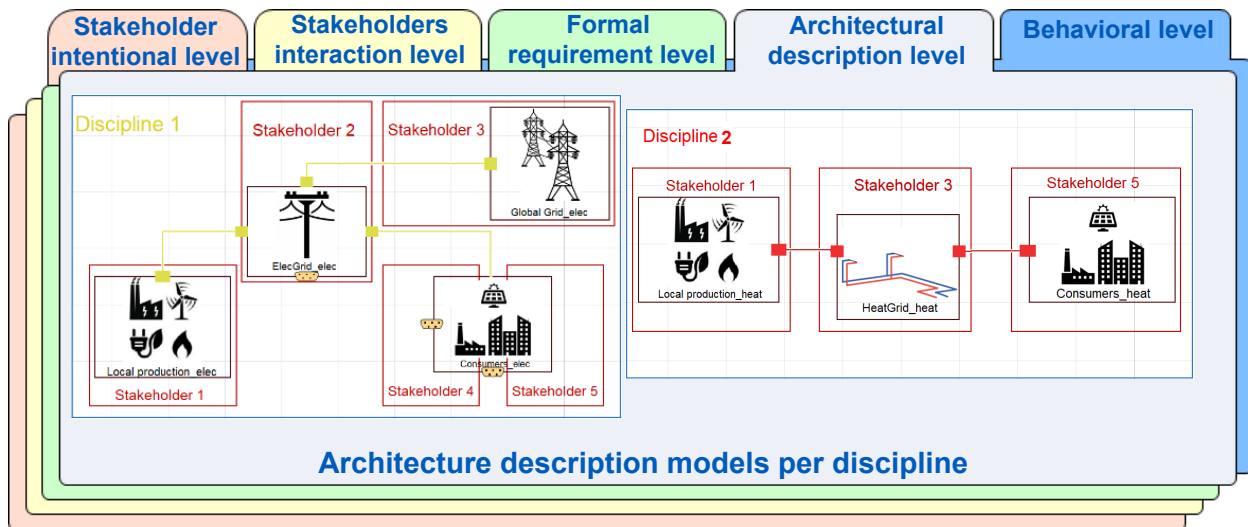 Stakeholder
intentional level
Stakeholders
interaction level
Formal
requirement level
Architectural
description level
Behavioral level
Discipline 1
Stakeholder 2
Stakeholder 3
Global Grid_elec
ElecGrid_elec
Local production_elec
Stakeholder 1
Consumers_elec
Stakeholder 4
Stakeholder 5
Discipline 2
Stakeholder 1
Stakeholder 3
Stakeholder 5
Local production_heat
HeatGrid_heat
Consumers_heat
Architecture description models per discipline